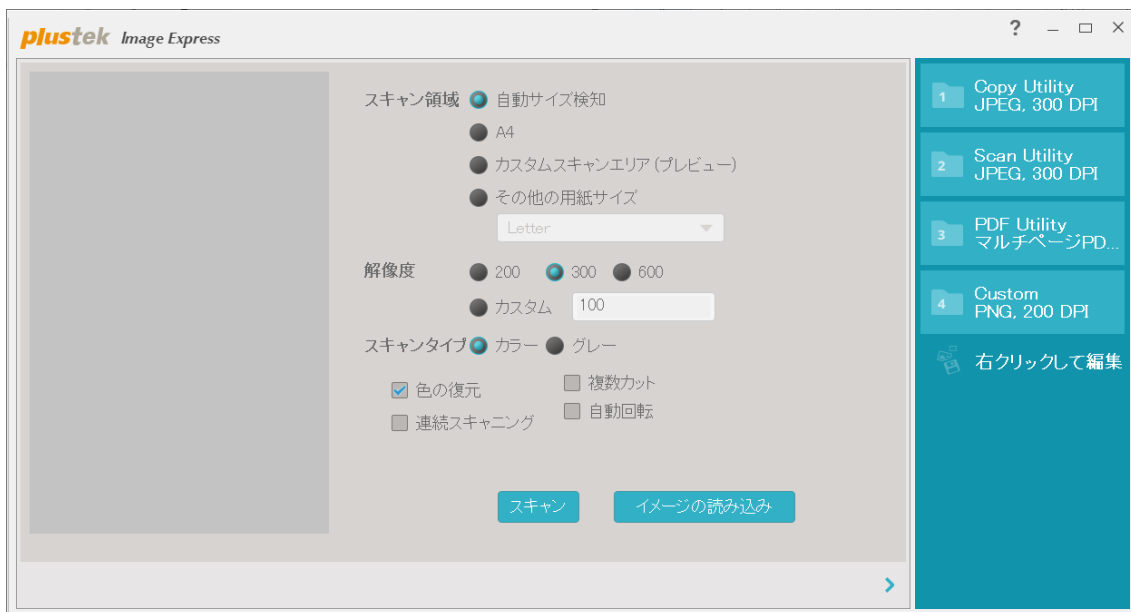 plustek Image Express
?
スキャン領域 自動サイズ検知
A4
カスタムスキャンエリア (プレビュー)
その他の用紙サイズ
Letter
解像度 200 300 600
カスタム 100
スキャンタイプ カラー グレー
色の復元 複数カット
連続スキャニング 自動回転
スキャン イメージの読み込み
1 Copy Utility
JPEG, 300 DPI
2 Scan Utility
JPEG, 300 DPI
3 PDF Utility
マルチページPD...
4 Custom
PNG, 200 DPI
右クリックして編集